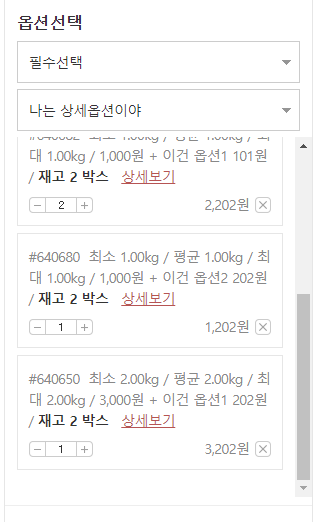 옵션선택
필수선택
나는 상세옵션이야
최소 1.00kg / 평균 1.00kg / 최
대 1.00kg / 1,000원 + 이건 옵션1 101원
/ 재고 2 박스 상세보기
− 2 +
2,202원
#640680 최소 1.00kg / 평균 1.00kg / 최
대 1.00kg / 1,000원 + 이건 옵션2 202원
/ 재고 2 박스 상세보기
− 1 +
1,202원
#640650 최소 2.00kg / 평균 2.00kg / 최
대 2.00kg / 3,000원 + 이건 옵션1 202원
/ 재고 2 박스 상세보기
− 1 +
3,202원